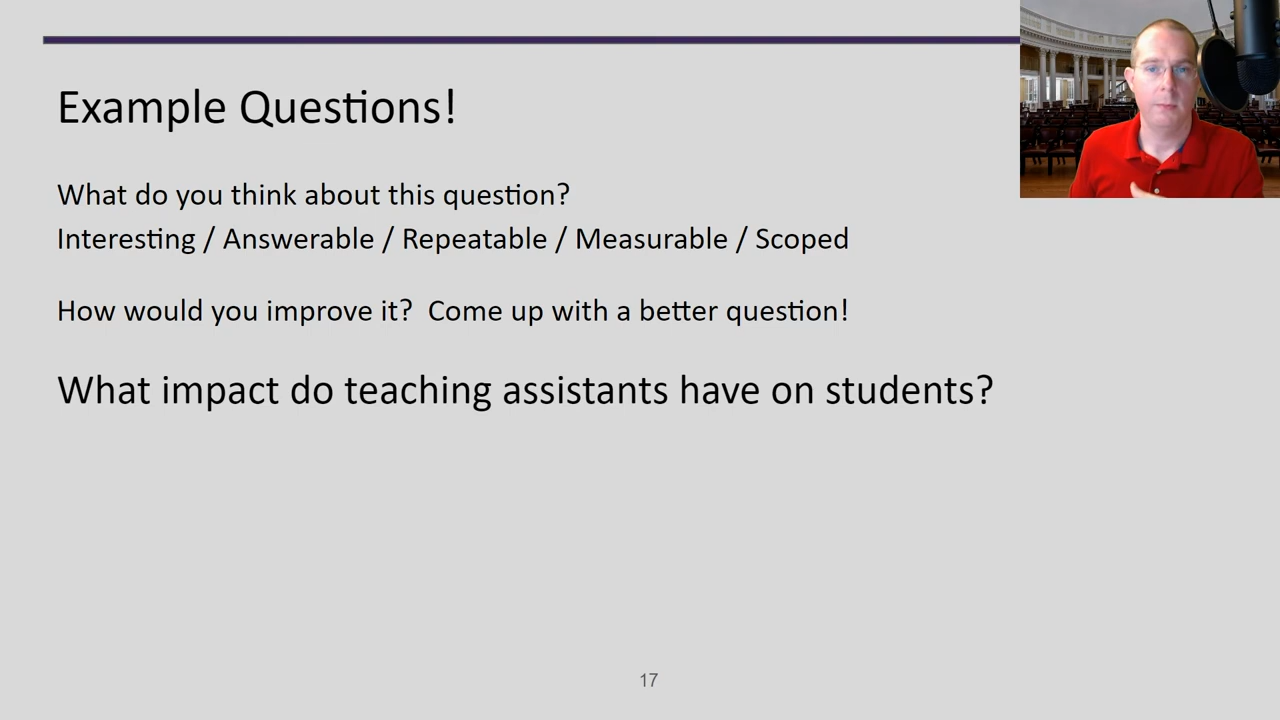 Example Questions!
What do you think about this question?
Interesting / Answerable / Repeatable / Measurable / Scoped
How would you improve it?  Come up with a better question!
What impact do teaching assistants have on students?
17